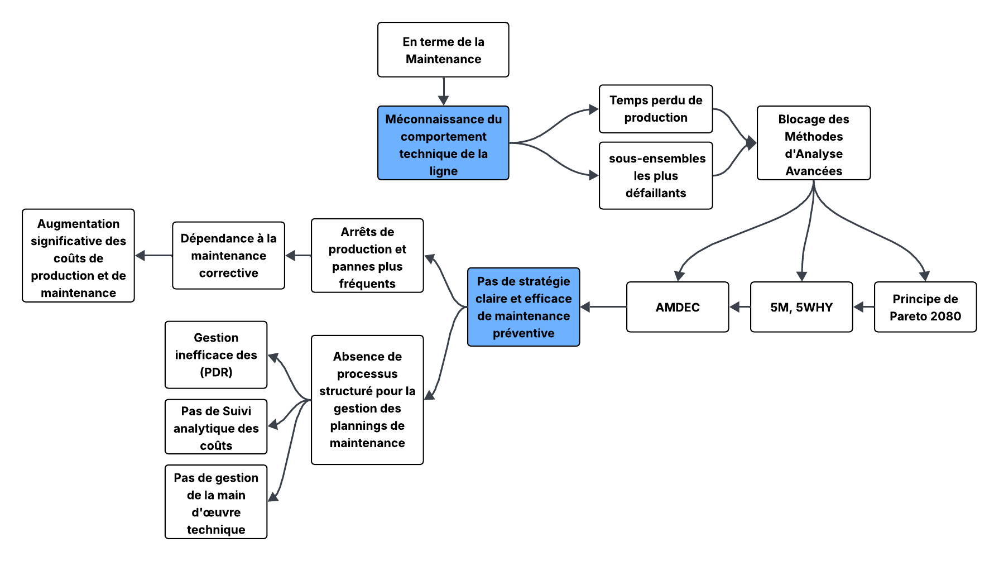 En terme de la
Maintenance
Méconnaissance du
comportement
technique de la
ligne
Temps perdu de
production
sous-ensembles
les plus
défaillants
Blocage des
Méthodes
d'Analyse
Avancées
Principe de
Pareto 2080
5M, 5WHY
AMDEC
Pas de stratégie
claire et efficace
de maintenance
préventive
Arrêts de
production et
pannes plus
fréquents
Dépendance à la
maintenance
corrective
Augmentation
significative des
coûts de
production et de
maintenance
Absence de
processus
structuré pour la
gestion des
plannings de
maintenance
Gestion
inefficace des
(PDR)
Pas de Suivi
analytique des
coûts
Pas de gestion
de la main
d'œuvre
technique